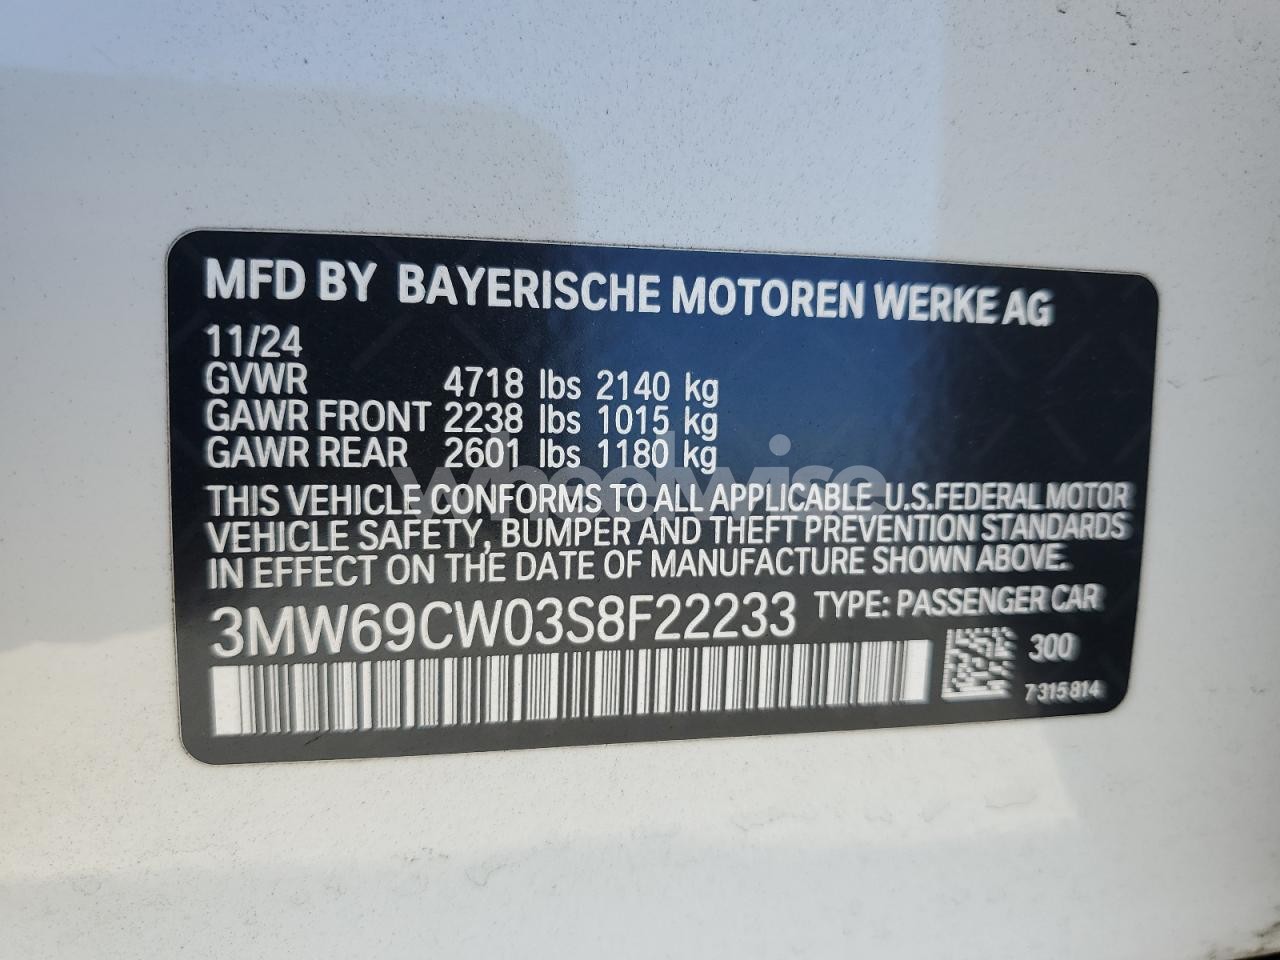 MFD BY BAYERISCHE MOTOREN WERKE AG
11/24
GVWR 4718 lbs 2140 kg
GAWR FRONT 2238 lbs 1015 kg
GAWR REAR 2601 lbs 1180 kg
wheelwise
THIS VEHICLE CONFORMS TO ALL APPLICABLE U.S.FEDERAL MOTOR
VEHICLE SAFETY, BUMPER AND THEFT PREVENTION STANDARDS
IN EFFECT ON THE DATE OF MANUFACTURE SHOWN ABOVE.
3MW69CW03S8F22233 TYPE: PASSENGER CAR
300
7315814